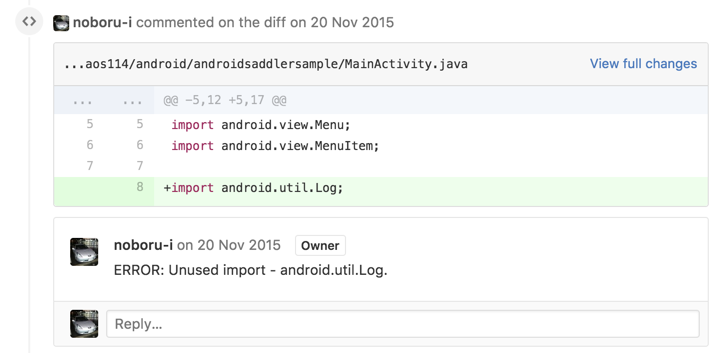 <> noboru-i commented on the diff on 20 Nov 2015
...aos114/android/androidsaddlersample/MainActivity.java View full changes
... ... @@ -5,12 +5,17 @@
5 5 import android.view.Menu;
6 6 import android.view.MenuItem;
7 7
8 +import android.util.Log;
noboru-i on 20 Nov 2015 Owner
ERROR: Unused import - android.util.Log.
Reply...